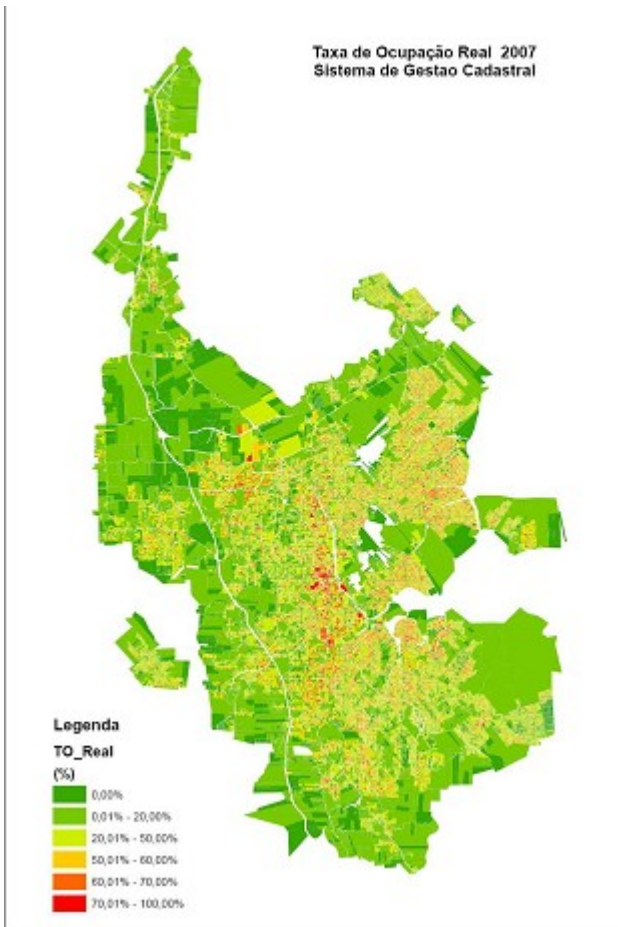 Taxa de Ocupação Real 2007
Sistema de Gestao Cadastral
Legenda
TO_Real
(%)
0,00%
0,01% - 20,00%
20,01% - 50,00%
50,01% - 60,00%
60,01% - 70,00%
70,01% - 100,00%